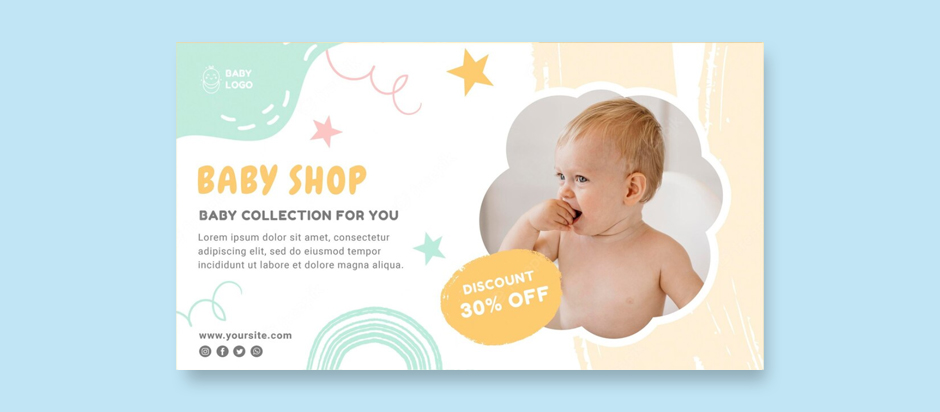 BABY
LOGO
BABY SHOP
BABY COLLECTION FOR YOU
Lorem ipsum dolor sit amet, consectetur
adipiscing elit, sed do eiusmod tempor
incididunt ut labore et dolore magna aliqua.
DISCOUNT
30% OFF
www.yoursite.com